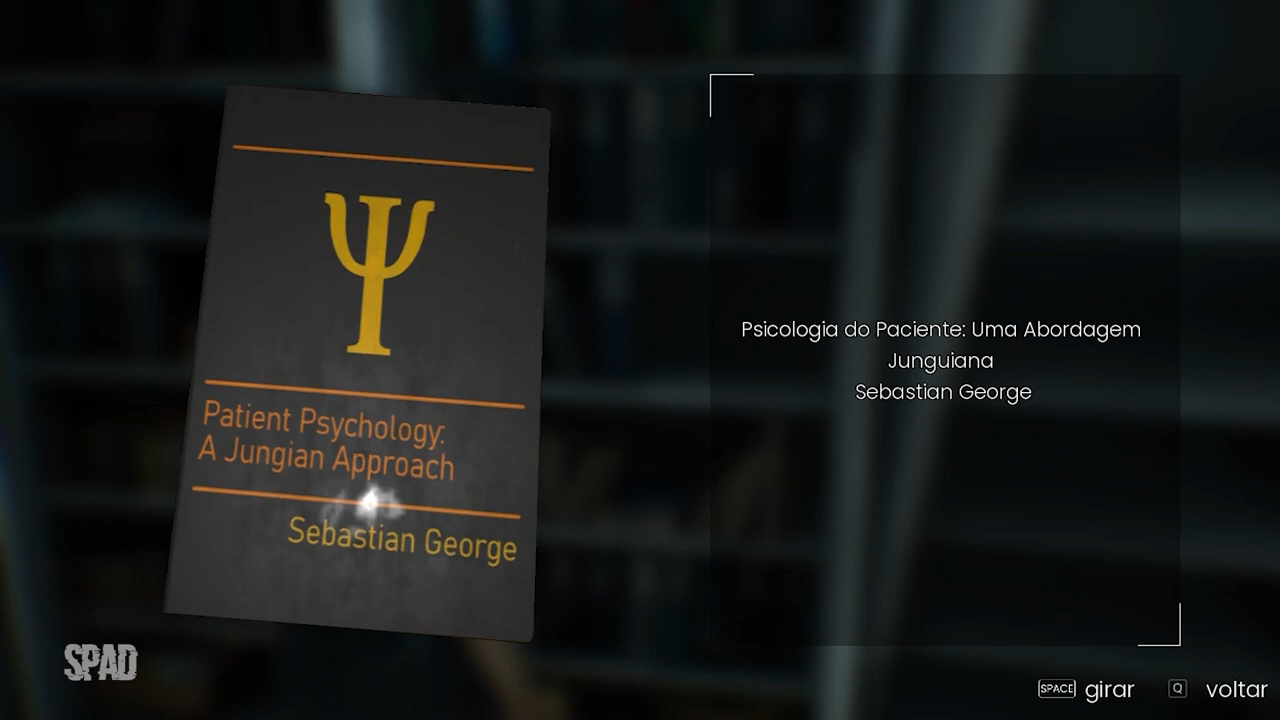 Ψ
Patient Psychology:
A Jungian Approach
Sebastian George
Psicologia do Paciente: Uma Abordagem
Junguiana
Sebastian George
SPAD
SPACE girar Q voltar